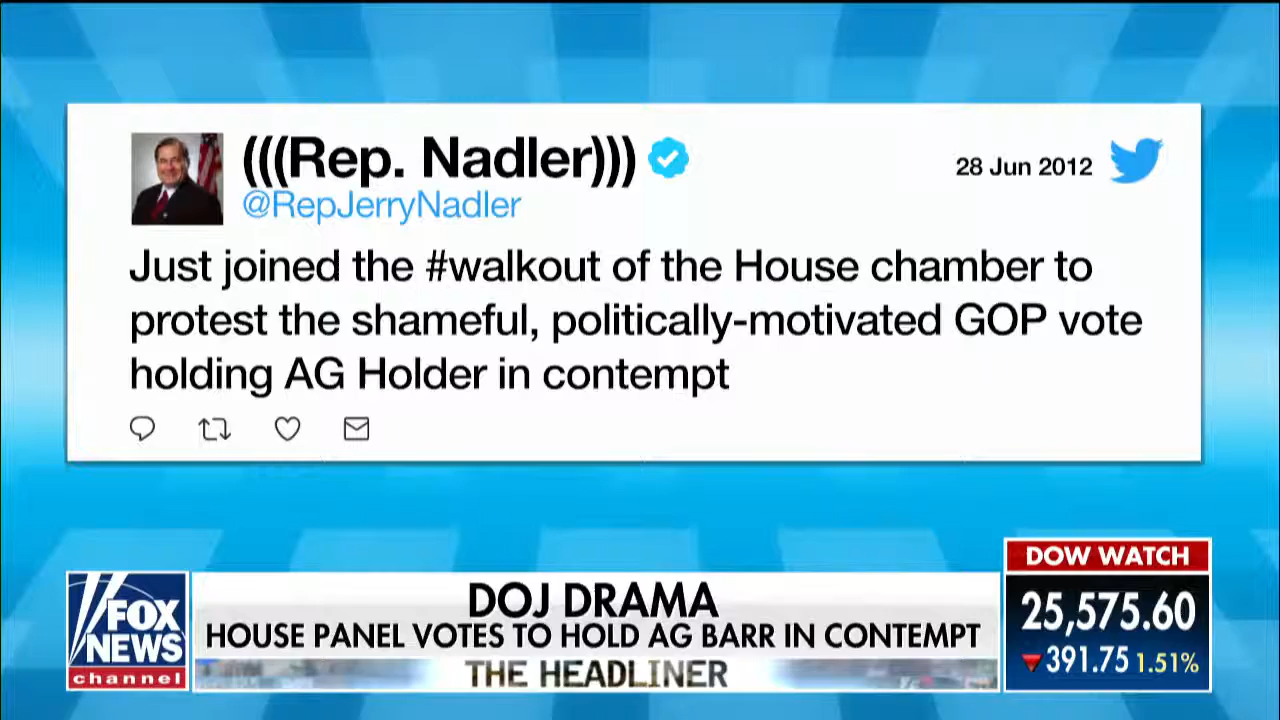 (((Rep. Nadler)))
@RepJerryNadler
28 Jun 2012
Just joined the #walkout of the House chamber to
protest the shameful, politically-motivated GOP vote
holding AG Holder in contempt
DOW WATCH
25,575.60
▼391.75 1.51%
FOX
NEWS
channel
DOJ DRAMA
HOUSE PANEL VOTES TO HOLD AG BARR IN CONTEMPT
THE HEADLINER